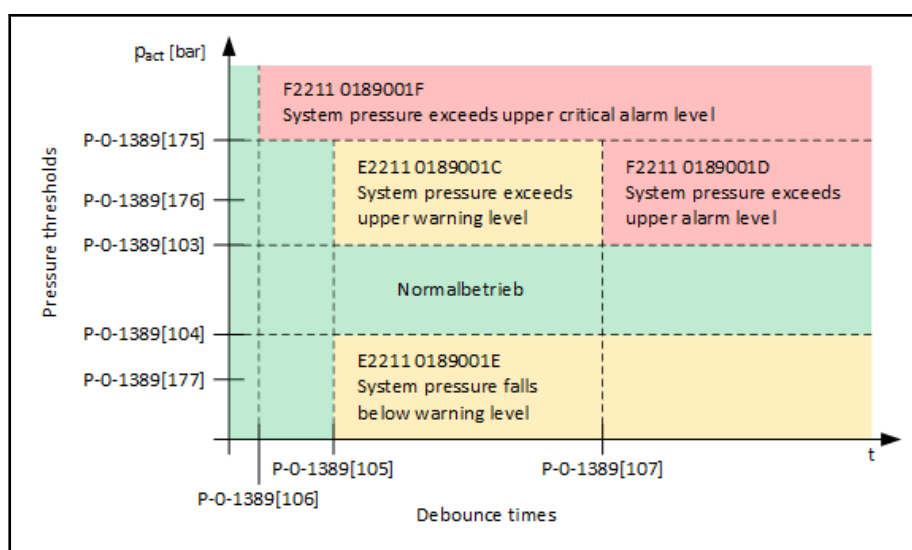 pact [bar]
F2211 0189001F
System pressure exceeds upper critical alarm level
P-0-1389[175]
E2211 0189001C
System pressure exceeds
upper warning level
F2211 0189001D
System pressure exceeds
upper alarm level
P-0-1389[176]
P-0-1389[103]
Pressure thresholds
Normalbetrieb
P-0-1389[104]
E2211 0189001E
System pressure falls
below warning level
P-0-1389[177]
t
P-0-1389[105]
P-0-1389[107]
P-0-1389[106]
Debounce times